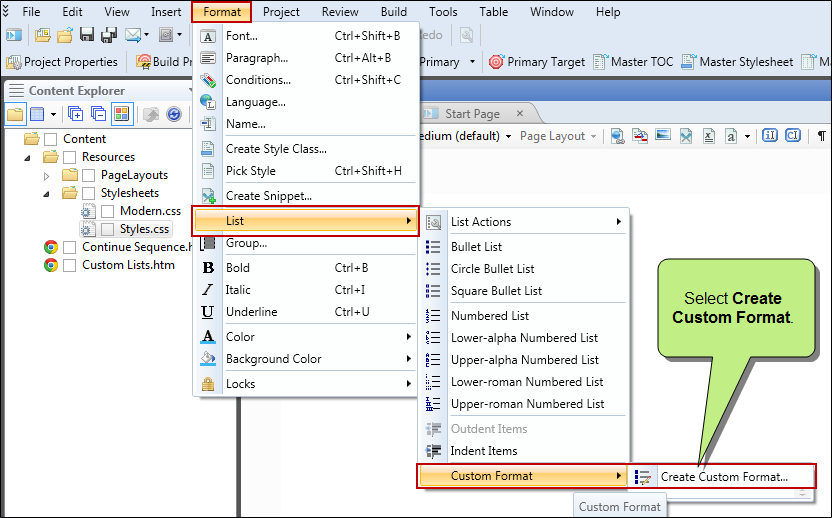 File Edit View Insert Format Project Review Build Tools Table Window Help
Project Properties Build Pr Primary Primary Target Master TOC Master Stylesheet
Content Explorer
Start Page
edium (default) Page Layout
Content
Resources
PageLayouts
Stylesheets
Modern.css
Styles.css
Continue Sequence.h
Custom Lists.htm
Font... Ctrl+Shift+B
Paragraph... Ctrl+Alt+B
Conditions... Ctrl+Shift+C
Language...
Name...
Create Style Class...
Pick Style Ctrl+Shift+H
Create Snippet...
List
Group...
Bold Ctrl+B
Italic Ctrl+I
Underline Ctrl+U
Color
Background Color
Locks
List Actions
Bullet List
Circle Bullet List
Square Bullet List
Numbered List
Lower-alpha Numbered List
Upper-alpha Numbered List
Lower-roman Numbered List
Upper-roman Numbered List
Outdent Items
Indent Items
Custom Format
Create Custom Format...
Custom Format
Select Create
Custom Format.